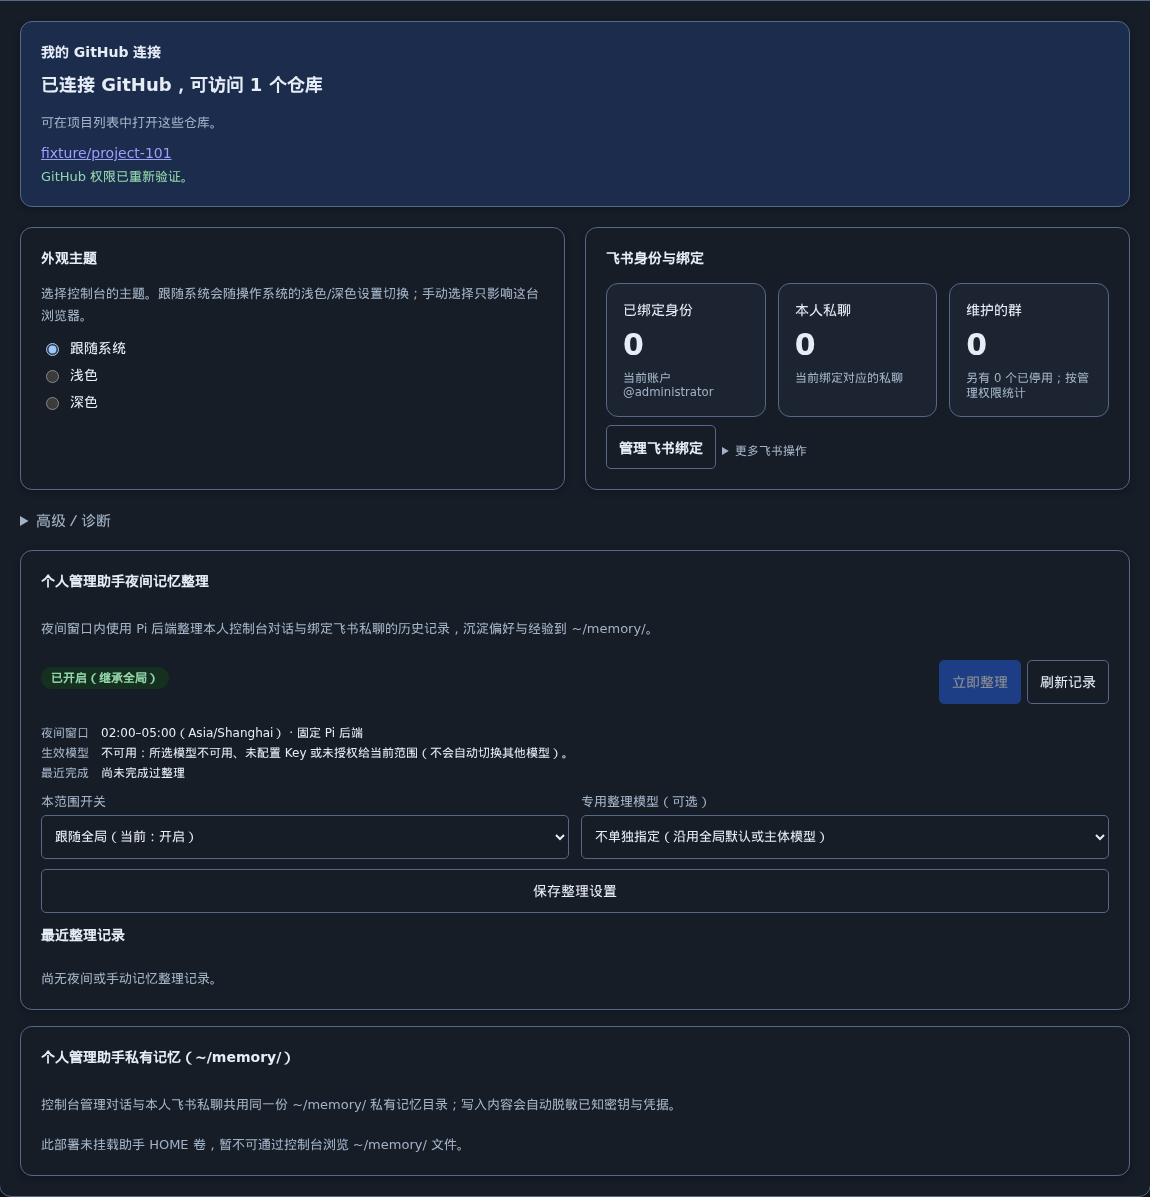 我的 GitHub 连接
已连接 GitHub，可访问 1 个仓库
可在项目列表中打开这些仓库。
fixture/project-101
GitHub 权限已重新验证。
外观主题
选择控制台的主题。跟随系统会随操作系统的浅色/深色设置切换；手动选择只影响这台
浏览器。
跟随系统
浅色
深色
飞书身份与绑定
已绑定身份
0
当前账户
@administrator
本人私聊
0
当前绑定对应的私聊
维护的群
0
另有 0 个已停用；按管
理权限统计
管理飞书绑定
更多飞书操作
高级 / 诊断
个人管理助手夜间记忆整理
夜间窗口内使用 Pi 后端整理本人控制台对话与绑定飞书私聊的历史记录，沉淀偏好与经验到 ~/memory/。
已开启（继承全局）
立即整理
刷新记录
夜间窗口 02:00–05:00（Asia/Shanghai）· 固定 Pi 后端
生效模型 不可用：所选模型不可用、未配置 Key 或未授权给当前范围（不会自动切换其他模型）。
最近完成 尚未完成过整理
本范围开关
跟随全局（当前：开启）
专用整理模型（可选）
不单独指定（沿用全局默认或主体模型）
保存整理设置
最近整理记录
尚无夜间或手动记忆整理记录。
个人管理助手私有记忆（~/memory/）
控制台管理对话与本人飞书私聊共用同一份 ~/memory/ 私有记忆目录；写入内容会自动脱敏已知密钥与凭据。
此部署未挂载助手 HOME 卷，暂不可通过控制台浏览 ~/memory/ 文件。